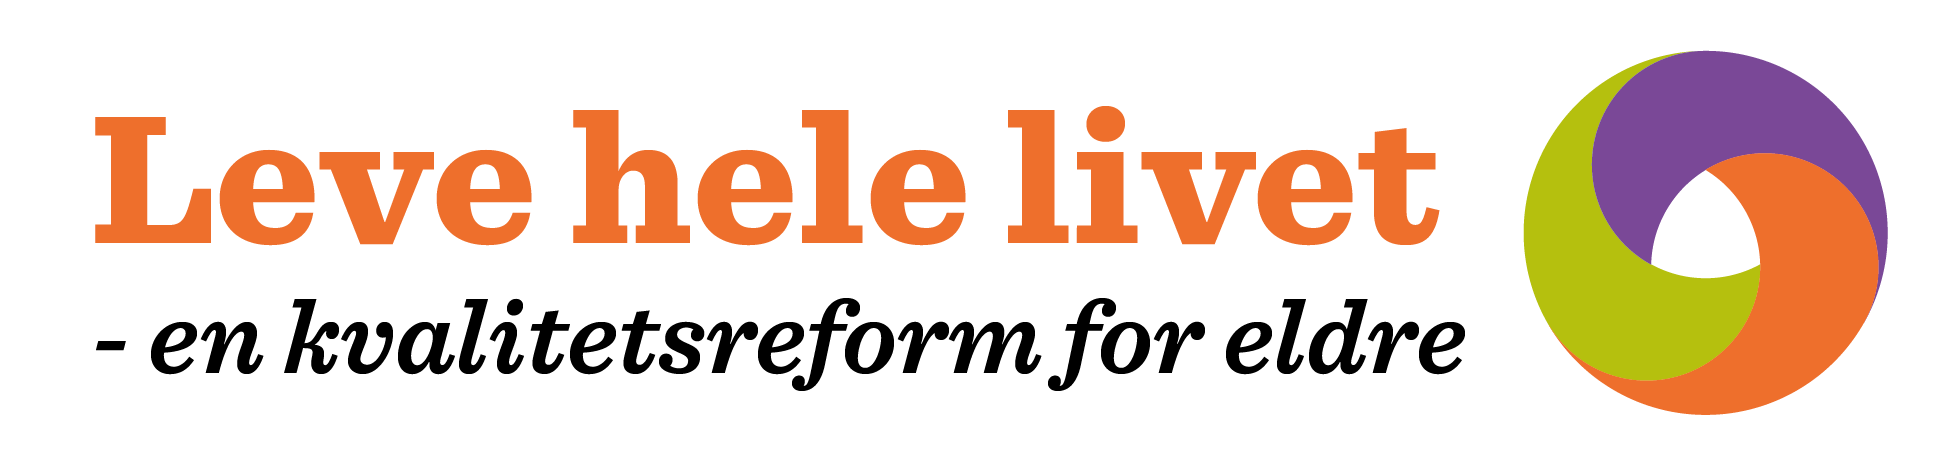 Leve hele livet
- en kvalitetsreform for eldre